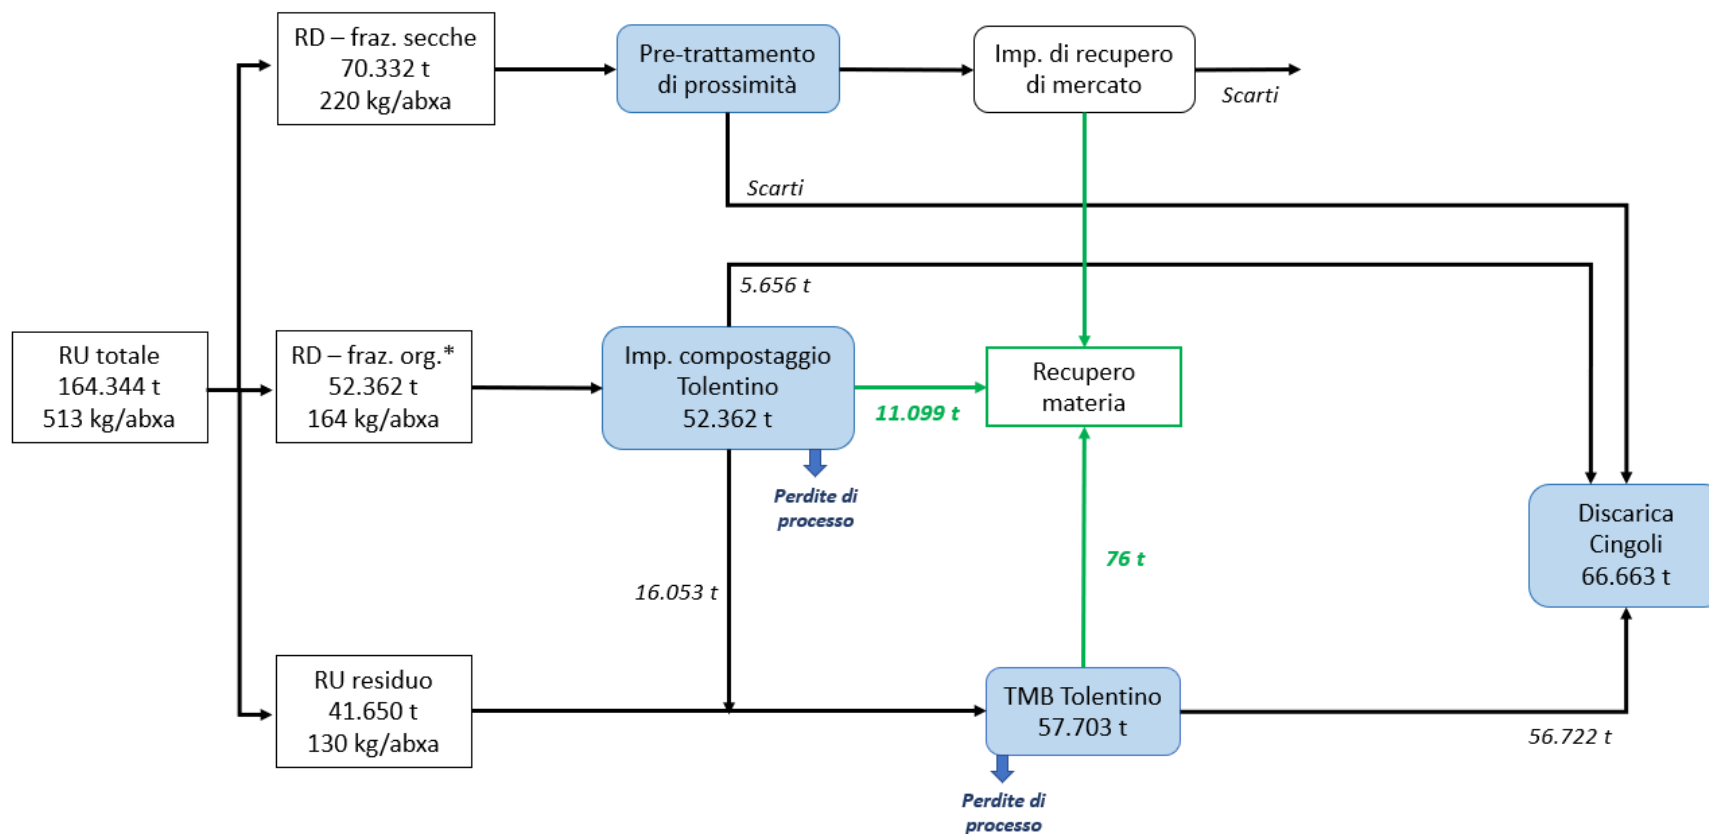 RD – fraz. secche
70.332 t
220 kg/abxa
Pre-trattamento
di prossimità
Imp. di recupero
di mercato
Scarti
Scarti
5.656 t
RU totale
164.344 t
513 kg/abxa
RD – fraz. org.*
52.362 t
164 kg/abxa
Imp. compostaggio
Tolentino
52.362 t
11.099 t
Recupero
materia
Perdite di
processo
Discarica
Cingoli
66.663 t
76 t
16.053 t
RU residuo
41.650 t
130 kg/abxa
TMB Tolentino
57.703 t
56.722 t
Perdite di
processo